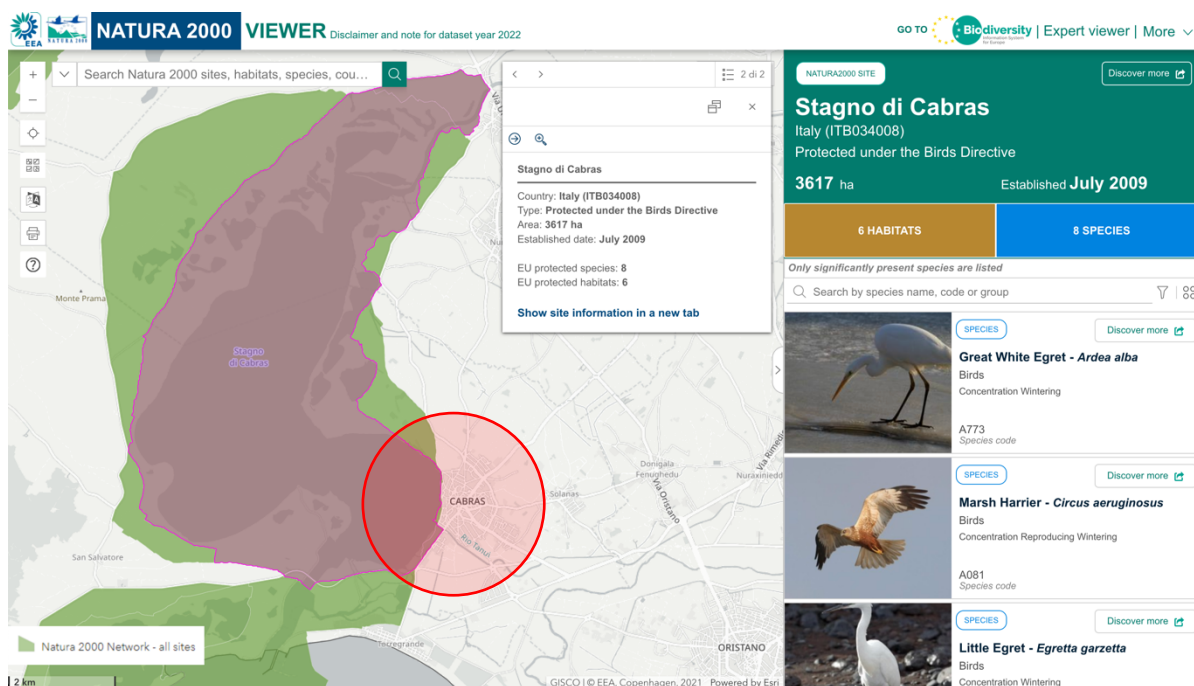 EEA
NATURA 2000
NATURA 2000
VIEWER
Disclaimer and note for dataset year 2022
GO TO
Biodiversity
Information System
for Europe
| Expert viewer | More
Search Natura 2000 sites, habitats, species, cou...
2 di 2
Stagno di Cabras
Country: Italy (ITB034008)
Type: Protected under the Birds Directive
Area: 3617 ha
Established date: July 2009
EU protected species: 8
EU protected habitats: 6
Show site information in a new tab
Monte Prama
Stagno
di Cabras
CABRAS
Solanas
Donigala
Fenughedu
Nuraxinied
Via Oristano
Rio Tanui
San Salvatore
Torregrande
ORISTANO
Natura 2000 Network - all sites
2 km
GISCO | © EEA, Copenhagen, 2021 Powered by Esri
NATURA2000 SITE
Discover more
Stagno di Cabras
Italy (ITB034008)
Protected under the Birds Directive
3617 ha
Established July 2009
6 HABITATS
8 SPECIES
Only significantly present species are listed
Search by species name, code or group
SPECIES
Discover more
Great White Egret - Ardea alba
Birds
Concentration Wintering
A773
Species code
SPECIES
Discover more
Marsh Harrier - Circus aeruginosus
Birds
Concentration Reproducing Wintering
A081
Species code
SPECIES
Discover more
Little Egret - Egretta garzetta
Birds
Concentration Wintering